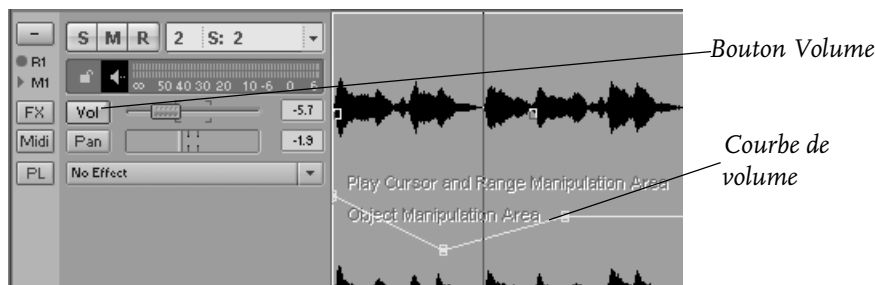 S M R 2 S: 2
R1
M1
∞ 50 40 30 20 10 -6 0 6
FX Vol -5.7
Midi Pan -1.9
PL No Effect
Bouton Volume
Play Cursor and Range Manipulation Area
Object Manipulation Area
Courbe de
volume